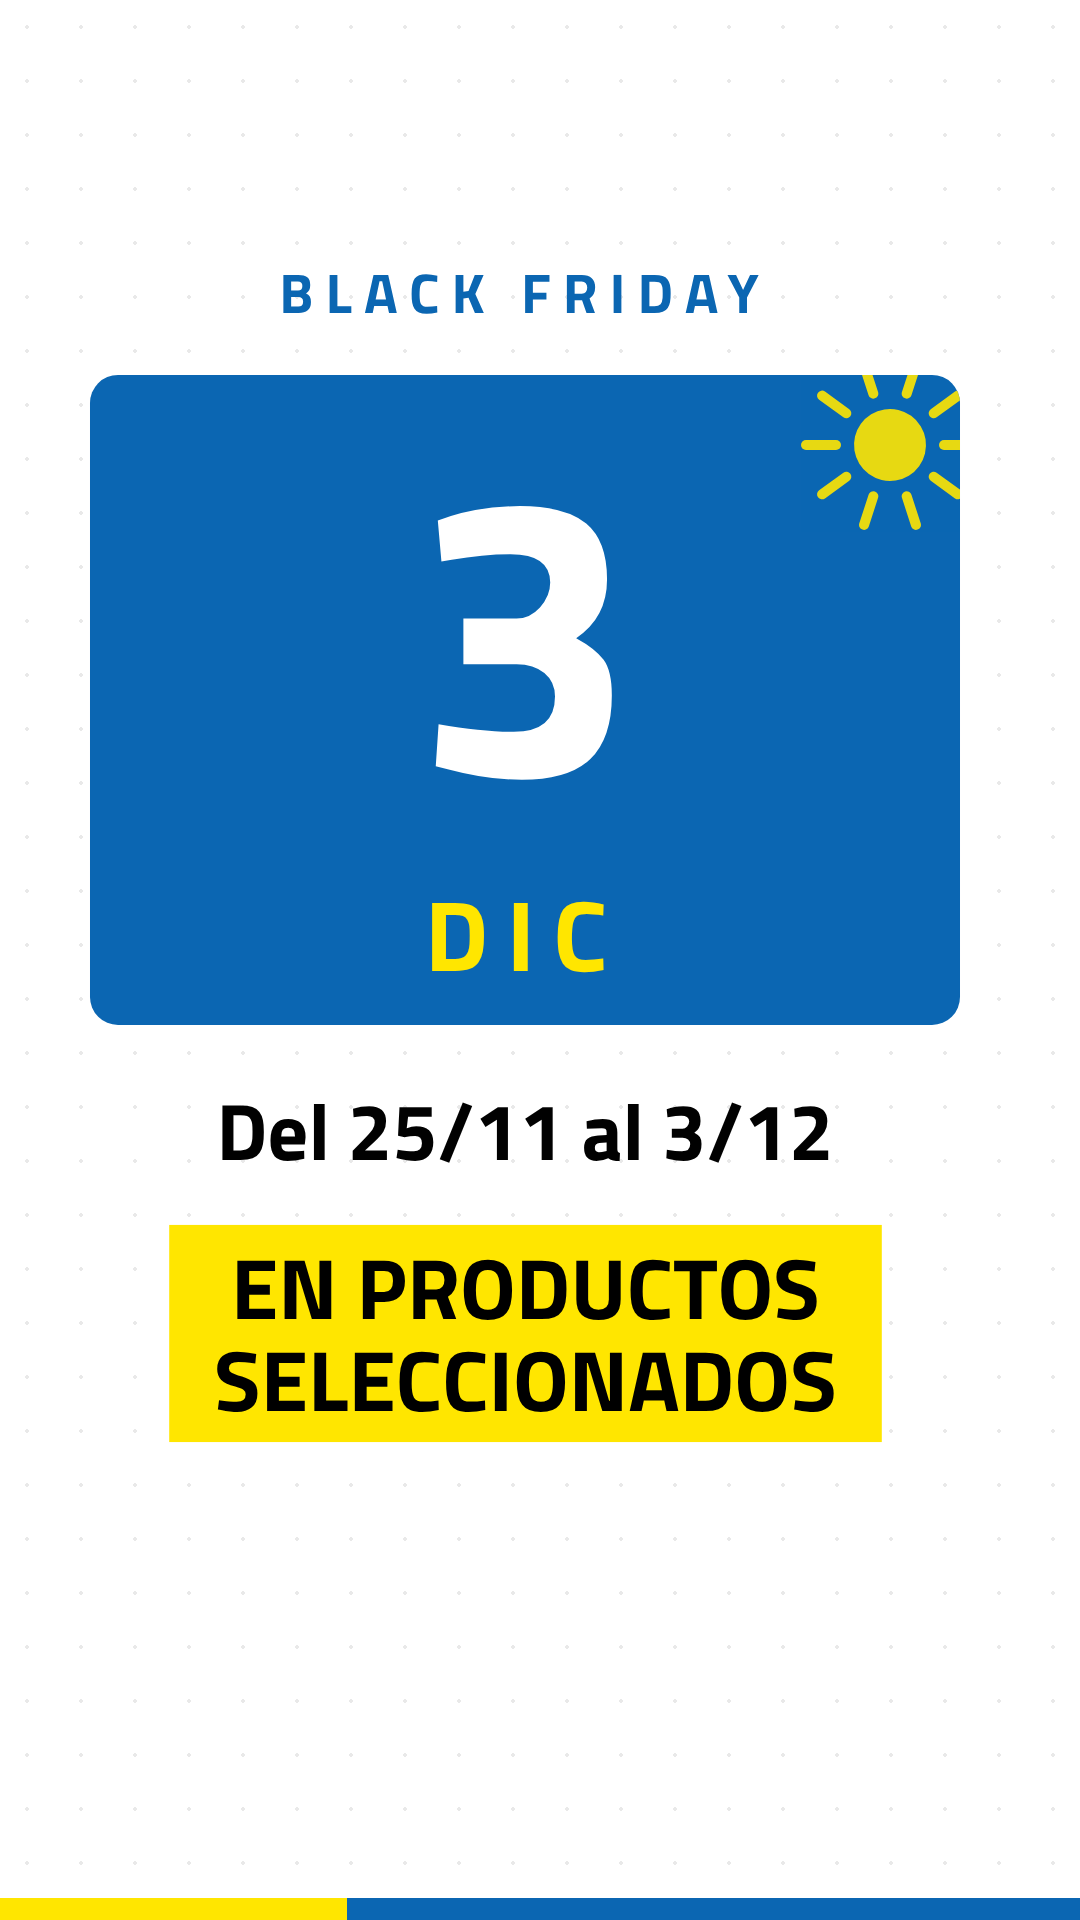 BLACK FRIDAY
3
DIC
Del 25/11 al 3/12
EN PRODUCTOS
SELECCIONADOS